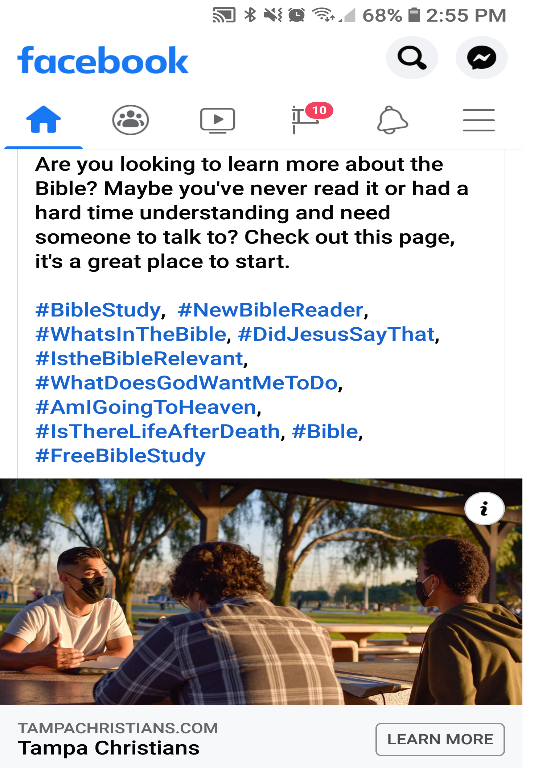 68% 2:55 PM
facebook
10
Are you looking to learn more about the
Bible? Maybe you've never read it or had a
hard time understanding and need
someone to talk to? Check out this page,
it's a great place to start.
#BibleStudy, #NewBibleReader,
#WhatsInTheBible, #DidJesusSayThat,
#IstheBibleRelevant,
#WhatDoesGodWantMeToDo,
#AmIGoingToHeaven,
#IsThereLifeAfterDeath, #Bible,
#FreeBibleStudy
i
TAMPACHRISTIANS.COM
Tampa Christians
LEARN MORE